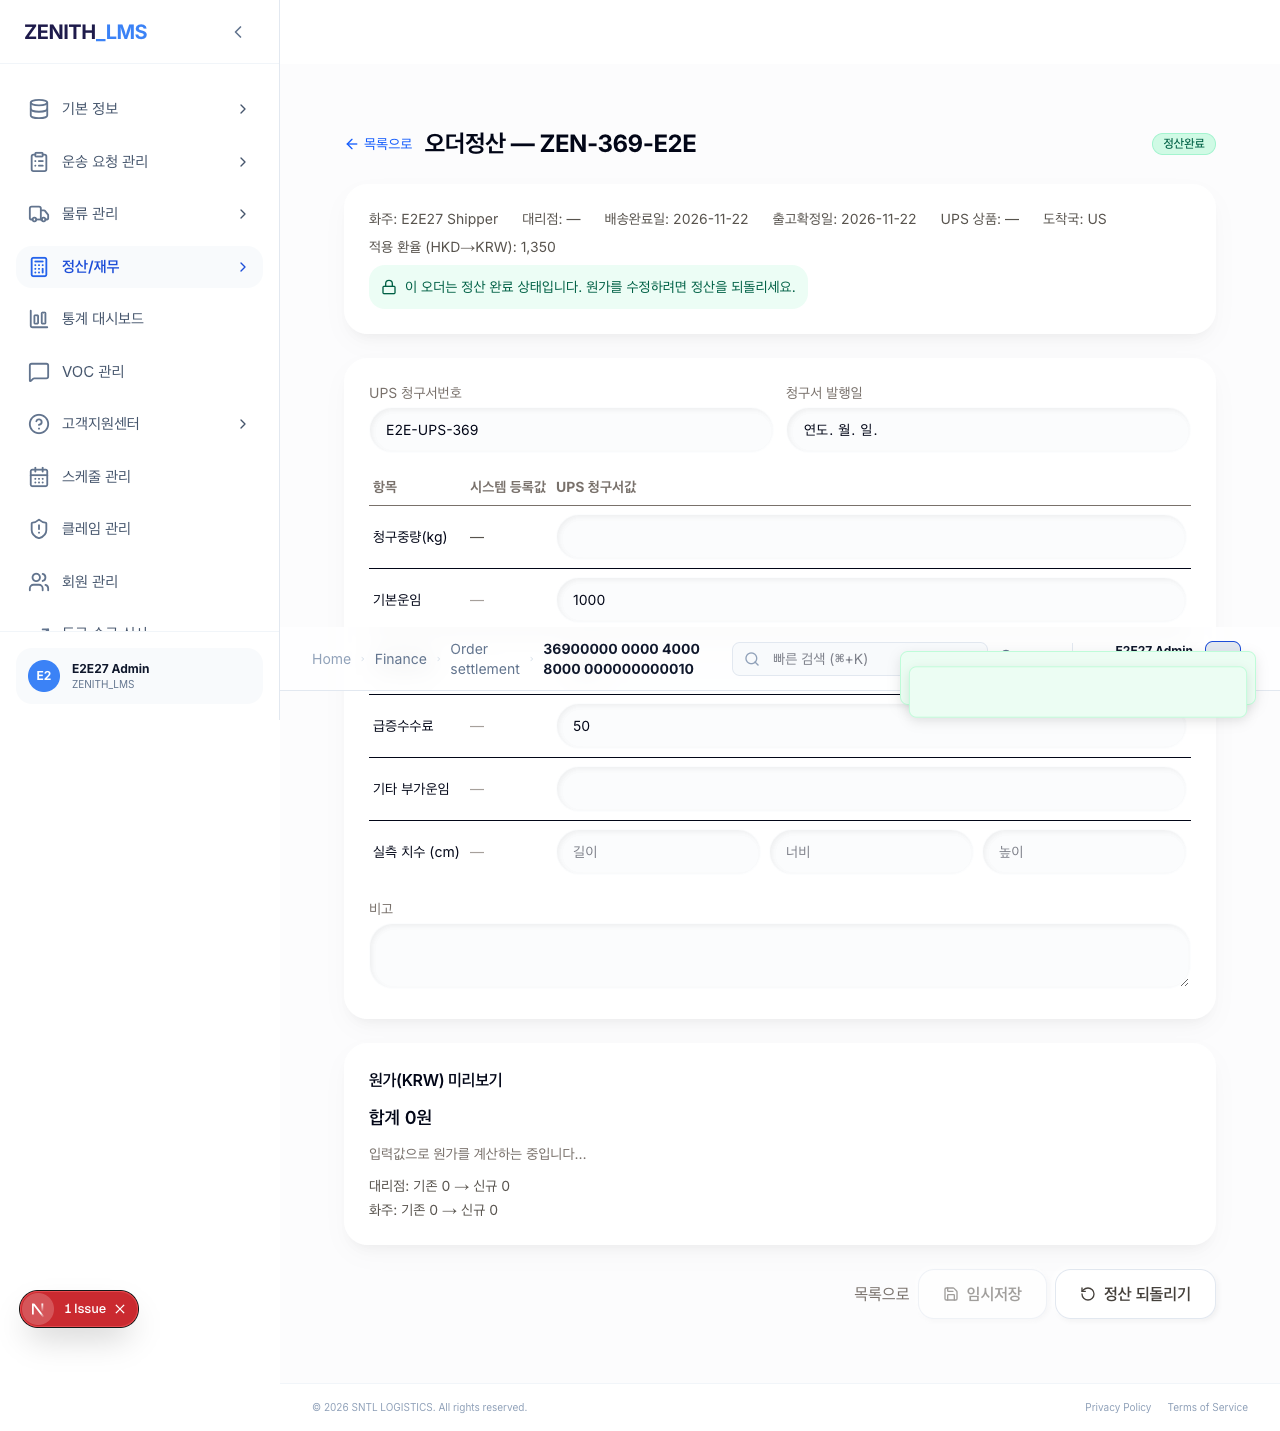 ZENITH_LMS
기본 정보
운송 요청 관리
물류 관리
정산/재무
통계 대시보드
VOC 관리
고객지원센터
스케줄 관리
클레임 관리
회원 관리
E2
E2E27 Admin
ZENITH_LMS
목록으로
오더정산 — ZEN-369-E2E
정산완료
화주: E2E27 Shipper 대리점: — 배송완료일: 2026-11-22 출고확정일: 2026-11-22 UPS 상품: — 도착국: US
적용 환율 (HKD→KRW): 1,350
이 오더는 정산 완료 상태입니다. 원가를 수정하려면 정산을 되돌리세요.
UPS 청구서번호 청구서 발행일
E2E-UPS-369 연도. 월. 일.
항목 시스템 등록값 UPS 청구서값
청구중량(kg) —
기본운임 — 1000
Home Finance Order settlement 36900000 0000 4000 8000 000000000010
빠른 검색 (⌘+K)
E2E27 Admin
급증수수료 — 50
기타 부가운임 —
실측 치수 (cm) — 길이 너비 높이
비고
원가(KRW) 미리보기
합계 0원
입력값으로 원가를 계산하는 중입니다...
대리점: 기존 0 → 신규 0
화주: 기존 0 → 신규 0
목록으로 임시저장 정산 되돌리기
N 1 Issue
© 2026 SNTL LOGISTICS. All rights reserved. Privacy Policy Terms of Service